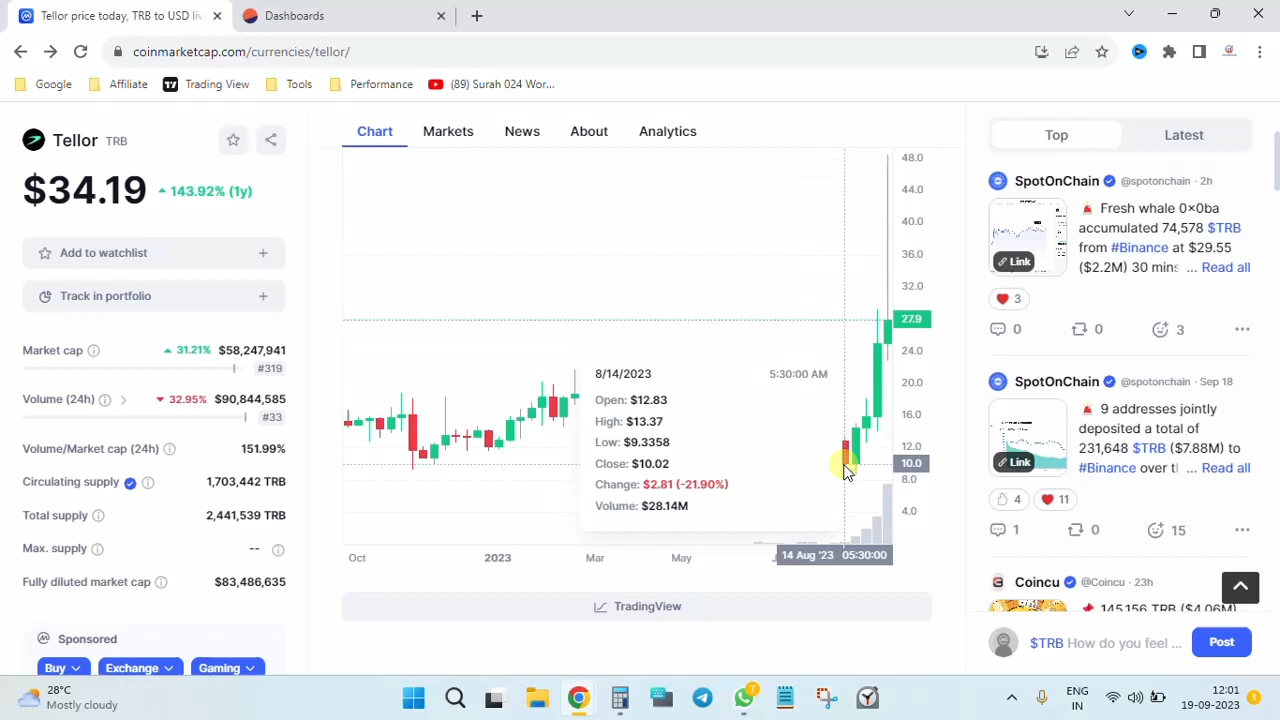 Tellor price today, TRB to USD liv
Dashboards
coinmarketcap.com/currencies/tellor/
Google
Affiliate
Trading View
Tools
Performance
(89) Surah 024 Wor...
Tellor TRB
$34.19 143.92% (1y)
Add to watchlist
Track in portfolio
Market cap 31.21% $58,247,941
#319
Volume (24h) 32.95% $90,844,585
#33
Volume/Market cap (24h) 151.99%
Circulating supply 1,703,442 TRB
Total supply 2,441,539 TRB
Max. supply --
Fully diluted market cap $83,486,635
Sponsored
Buy Exchange Gaming
Chart Markets News About Analytics
48.0
44.0
40.0
36.0
32.0
27.9
24.0
20.0
16.0
12.0
10.0
8.0
4.0
8/14/2023 5:30:00 AM
Open: $12.83
High: $13.37
Low: $9.3358
Close: $10.02
Change: $2.81 (-21.90%)
Volume: $28.14M
Oct 2023 Mar May 14 Aug '23 05:30:00
TradingView
Top Latest
SpotOnChain @spotonchain · 2h
Fresh whale 0×0ba
accumulated 74,578 $TRB
from #Binance at $29.55
($2.2M) 30 mins ... Read all
Link
3
0 0 3
SpotOnChain @spotonchain · Sep 18
9 addresses jointly
deposited a total of
231,648 $TRB ($7.88M) to
#Binance over t ... Read all
Link
4 11
1 0 15
Coincu @Coincu · 23h
145,156 TRB ($4.06M)
$TRB How do you feel ... Post
28°C
Mostly cloudy
7
ENG
IN
12:01
19-09-2023
3